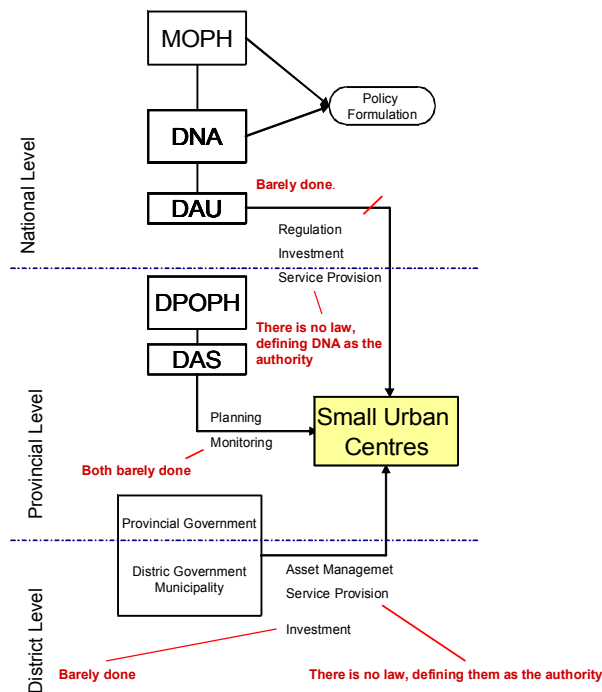 MOPH
Policy
Formulation
DNA
National Level
Barely done.
DAU
Regulation
Investment
Service Provision
DPOPH
There is no law,
defining DNA as the
authority
DAS
Provincial Level
Small Urban
Centres
Planning
Monitoring
Both barely done
Provincial Government
Distric Government
Municipality
Asset Managemet
Service Provision
District Level
Investment
Barely done
There is no law, defining them as the authority